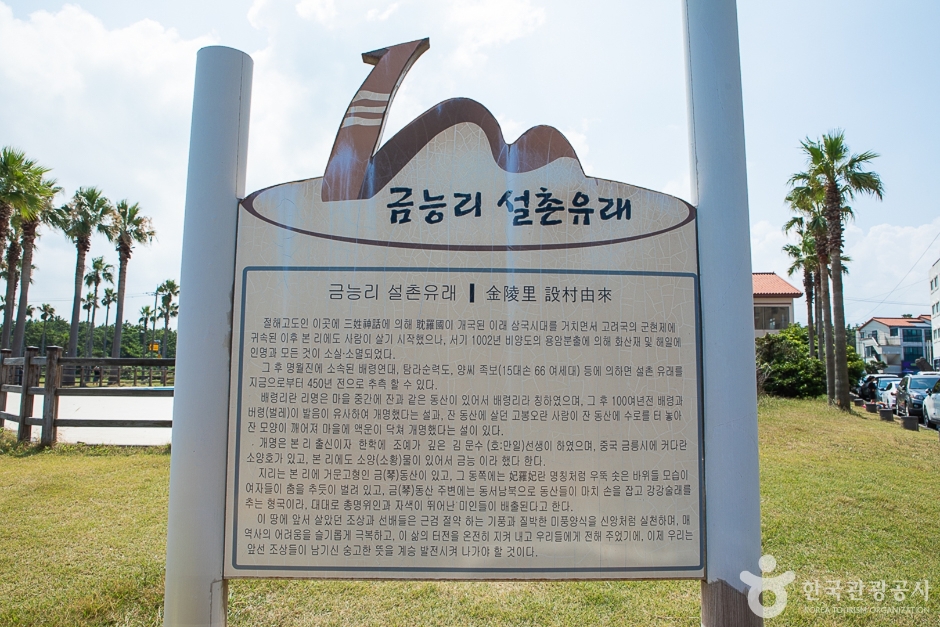 금능리 설촌유래
금능리 설촌유래 ❙ 金陵里 設村由來
절해고도인 이곳에 三姓神話에 의해 耽羅國이 개국된 이래 삼국시대를 거치면서 고려국의 군현제에
귀속된 이후 본 리에 사람이 살기 시작했으나, 서기 1002년 비양도의 용암분출에 의해 화산재 및 해일에
인명과 모든 것이 소실·소멸되었다.
그 후 명월진에 소속된 배령연대, 탐라순력도, 양씨 족보(15대손 66 여세대) 등에 의하면 설촌 유래를
지금으로부터 450년 전으로 추측 할 수 있다.
배령리란 리명은 마을 중간에 잔과 같은 동산이 있어서 배령리라 칭하였으며, 그 후 100여년전 배령과
버렁(벌레)이 발음이 유사하여 개명했다는 설과, 잔 동산에 살던 고봉오란 사람이 잔 동산에 수로를 터 놓아
잔 모양이 깨어져 마을에 액운이 닥쳐 개명했다는 설이 있다.
개명은 본 리 출신이자 한학에 조예가 깊은 김 문수 (호:만일)선생이 하였으며, 중국 금릉시에 커다란
소양호가 있고, 본 리에도 소양(소황)물이 있어서 금능 이라 했다 한다.
지리는 본 리에 거문고형인 금(琴)동산이 있고, 그 동쪽에는 妃羅妃란 명칭처럼 우뚝 솟은 바위들 모습이
여자들이 춤을 추듯이 벌려 있고, 금(琴)동산 주변에는 동서남북으로 동산들이 마치 손을 잡고 강강술래를
추는 형국이라, 대대로 총명위인과 자색이 뛰어난 미인들이 배출된다고 한다.
이 땅에 앞서 살았던 조상과 선배들은 근검 절약 하는 기풍과 질박한 미풍양식을 신앙처럼 실천하며, 매
역사의 어려움을 슬기롭게 극복하고, 이 삶의 터전을 온전히 지켜 내고 우리들에게 전해 주었기에, 이제 우리는
앞선 조상들이 남기신 숭고한 뜻을 계승 발전시켜 나가야 할 것이다.
한국관광공사
KOREA TOURISM ORGANIZATION